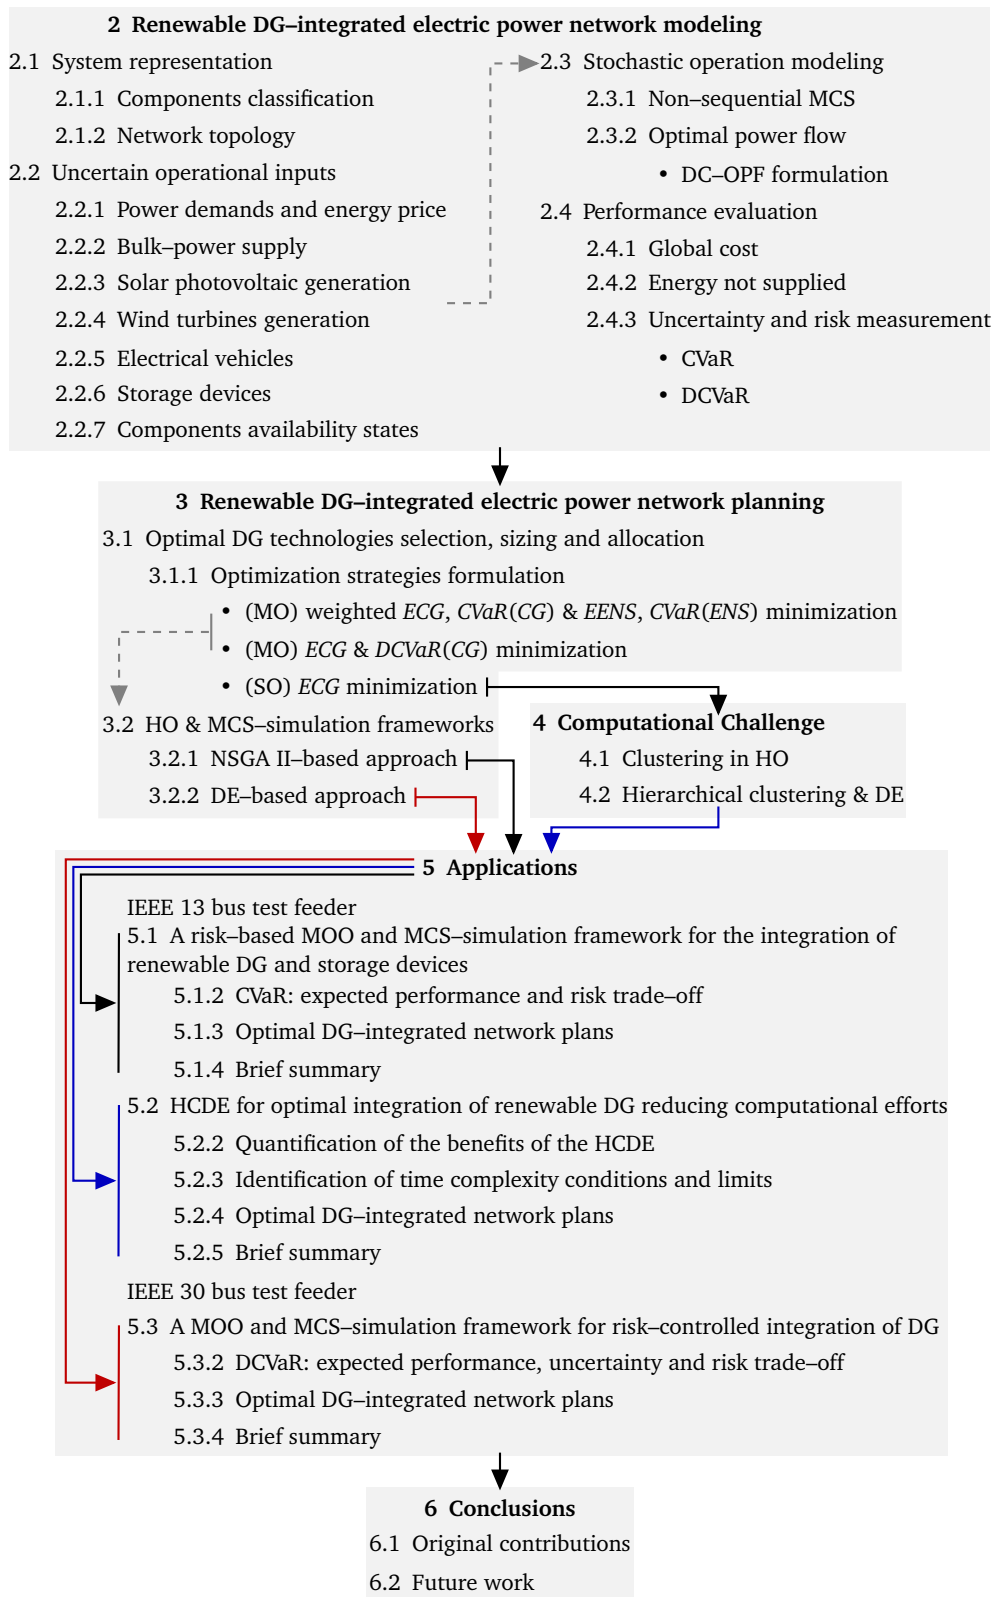 2 Renewable DG–integrated electric power network modeling
2.1 System representation
2.1.1 Components classification
2.1.2 Network topology
2.2 Uncertain operational inputs
2.2.1 Power demands and energy price
2.2.2 Bulk–power supply
2.2.3 Solar photovoltaic generation
2.2.4 Wind turbines generation
2.2.5 Electrical vehicles
2.2.6 Storage devices
2.2.7 Components availability states
2.3 Stochastic operation modeling
2.3.1 Non–sequential MCS
2.3.2 Optimal power flow
• DC–OPF formulation
2.4 Performance evaluation
2.4.1 Global cost
2.4.2 Energy not supplied
2.4.3 Uncertainty and risk measurement
• CVaR
• DCVaR
3 Renewable DG–integrated electric power network planning
3.1 Optimal DG technologies selection, sizing and allocation
3.1.1 Optimization strategies formulation
• (MO) weighted ECG, CVaR(CG) & EENS, CVaR(ENS) minimization
• (MO) ECG & DCVaR(CG) minimization
• (SO) ECG minimization
3.2 HO & MCS–simulation frameworks
3.2.1 NSGA II–based approach
3.2.2 DE–based approach
4 Computational Challenge
4.1 Clustering in HO
4.2 Hierarchical clustering & DE
5 Applications
IEEE 13 bus test feeder
5.1 A risk–based MOO and MCS–simulation framework for the integration of
renewable DG and storage devices
5.1.2 CVaR: expected performance and risk trade–off
5.1.3 Optimal DG–integrated network plans
5.1.4 Brief summary
5.2 HCDE for optimal integration of renewable DG reducing computational efforts
5.2.2 Quantification of the benefits of the HCDE
5.2.3 Identification of time complexity conditions and limits
5.2.4 Optimal DG–integrated network plans
5.2.5 Brief summary
IEEE 30 bus test feeder
5.3 A MOO and MCS–simulation framework for risk–controlled integration of DG
5.3.2 DCVaR: expected performance, uncertainty and risk trade–off
5.3.3 Optimal DG–integrated network plans
5.3.4 Brief summary
6 Conclusions
6.1 Original contributions
6.2 Future work